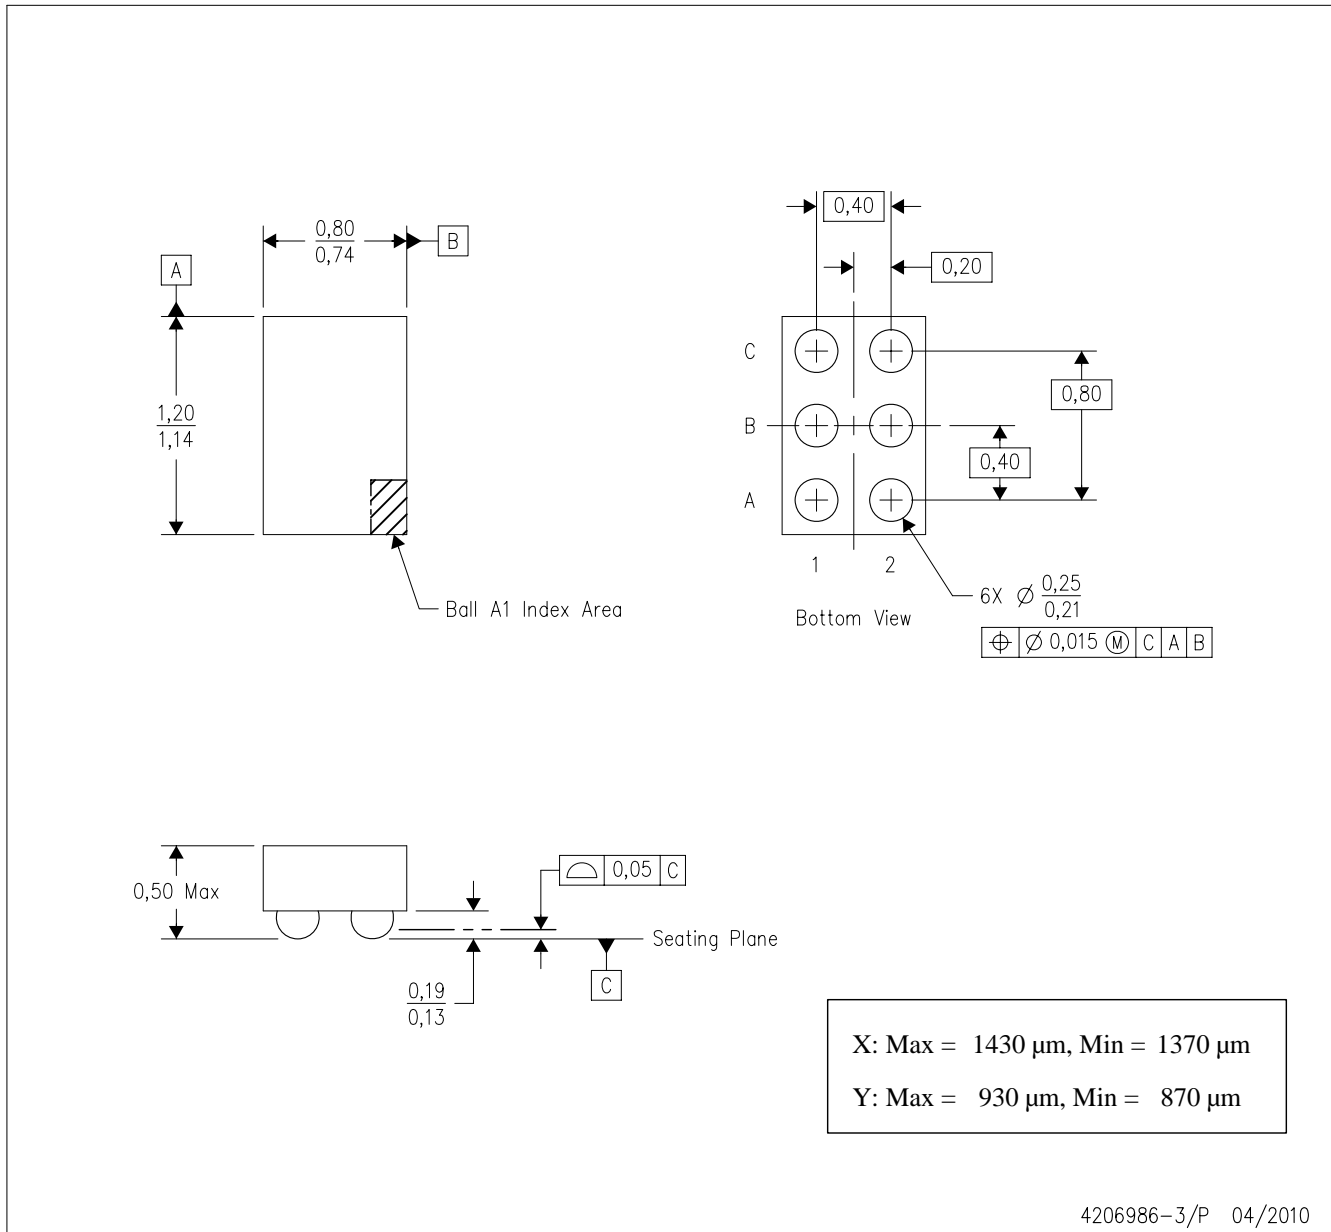 0,80
0,74
B
A
1,20
1,14
Ball A1 Index Area
0,40
0,20
C
B
A
1 2
0,80
0,40
Bottom View
6X Ø 0,25
0,21
⌖ Ø 0,015 Ⓜ C A B
0,50 Max
⌓ 0,05 C
Seating Plane
C
0,19
0,13
X: Max = 1430 µm, Min = 1370 µm
Y: Max = 930 µm, Min = 870 µm
4206986-3/P 04/2010